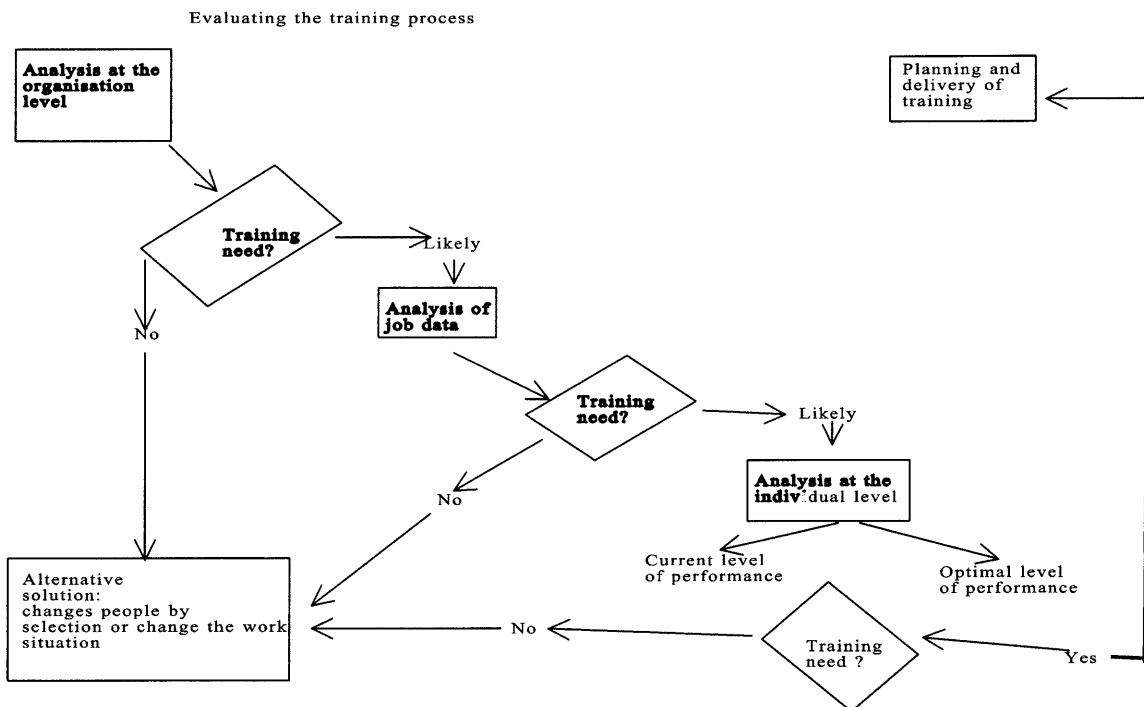 Evaluating the training process
Analysis at the
organisation
level
Planning and
delivery of
training
Training
need?
Likely
Analysis of
job data
No
Training
need?
Likely
Analysis at the
individual level
No
Current level
of performance
Optimal level
of performance
Alternative
solution:
changes people by
selection or change the work
situation
No
Training
need ?
Yes